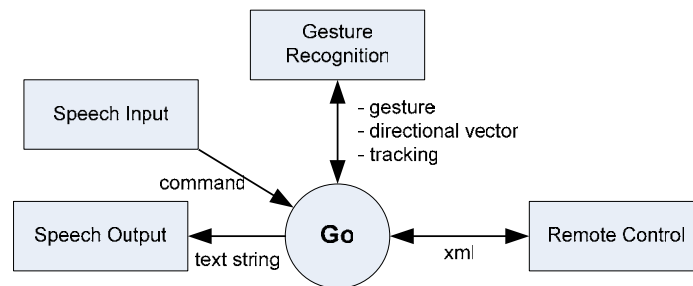 Gesture
Recognition
Speech Input
- gesture
- directional vector
- tracking
command
Speech Output
text string
Go
xml
Remote Control